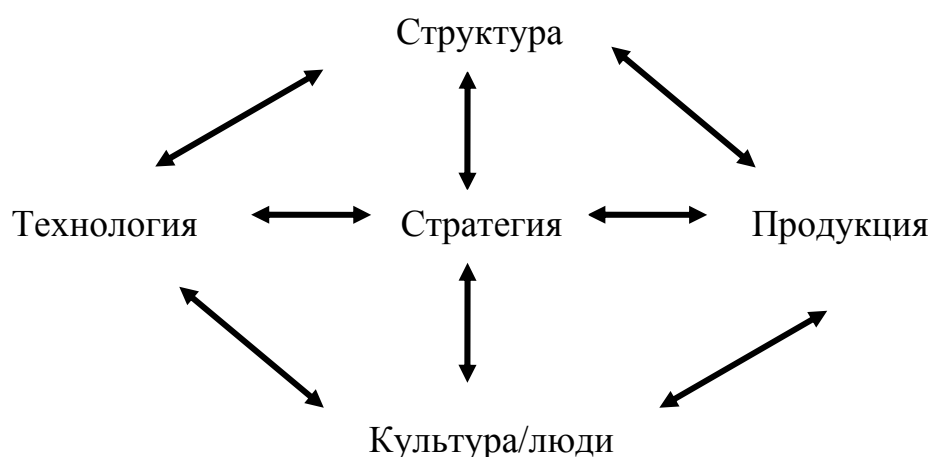 Структура
Технология Стратегия Продукция
Культура/люди